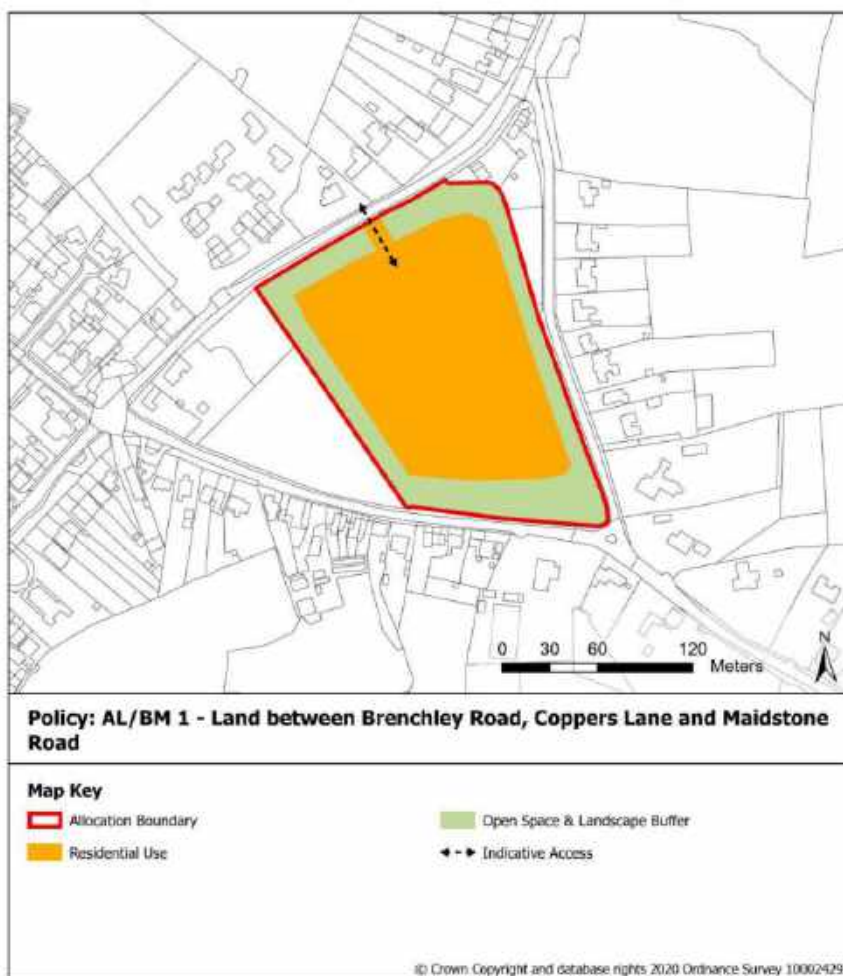 0 30 60 120
Meters
N
Policy: AL/BM 1 - Land between Brenchley Road, Coppers Lane and Maidstone
Road
Map Key
Allocation Boundary
Open Space & Landscape Buffer
Residential Use
Indicative Access
© Crown Copyright and database rights 2020 Ordnance Survey 10002429